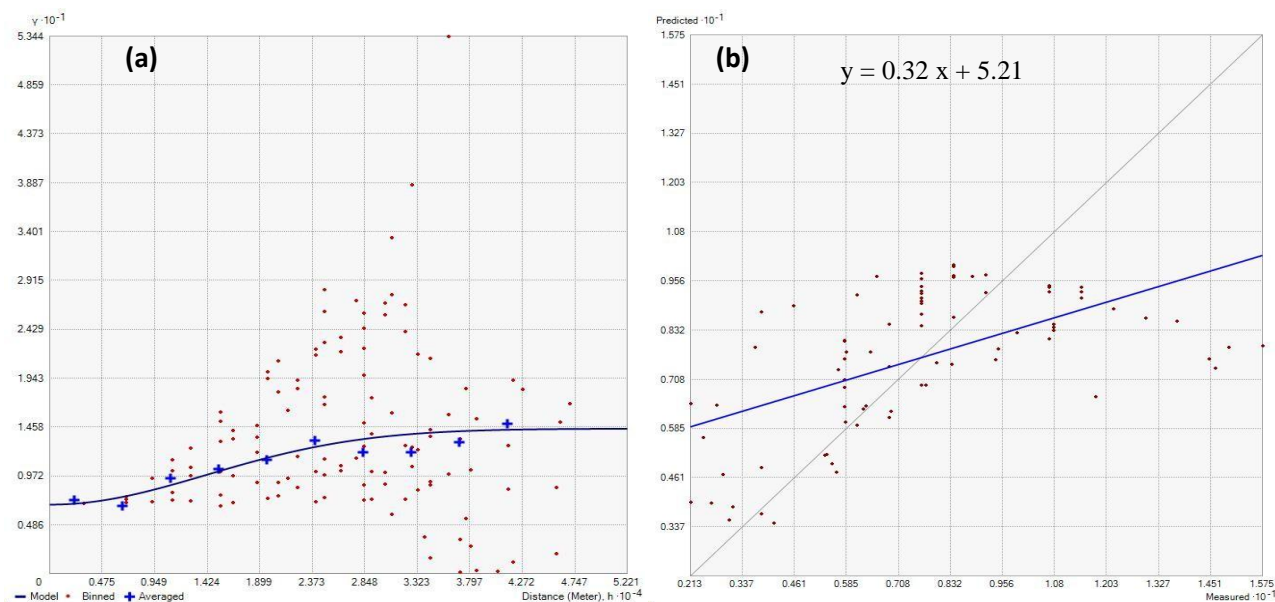 γ ·10⁻¹
(a)
5.344
4.859
4.373
3.887
3.401
2.915
2.429
1.943
1.458
0.972
0.486
0 0.475 0.949 1.424 1.899 2.373 2.848 3.323 3.797 4.272 4.747 5.221
Model Binned Averaged Distance (Meter), h ·10⁻⁴
Predicted ·10⁻¹
(b)
y = 0.32 x + 5.21
1.575
1.451
1.327
1.203
1.08
0.956
0.832
0.708
0.585
0.461
0.337
0.213 0.337 0.461 0.585 0.708 0.832 0.956 1.08 1.203 1.327 1.451 1.575
Measured ·10⁻¹